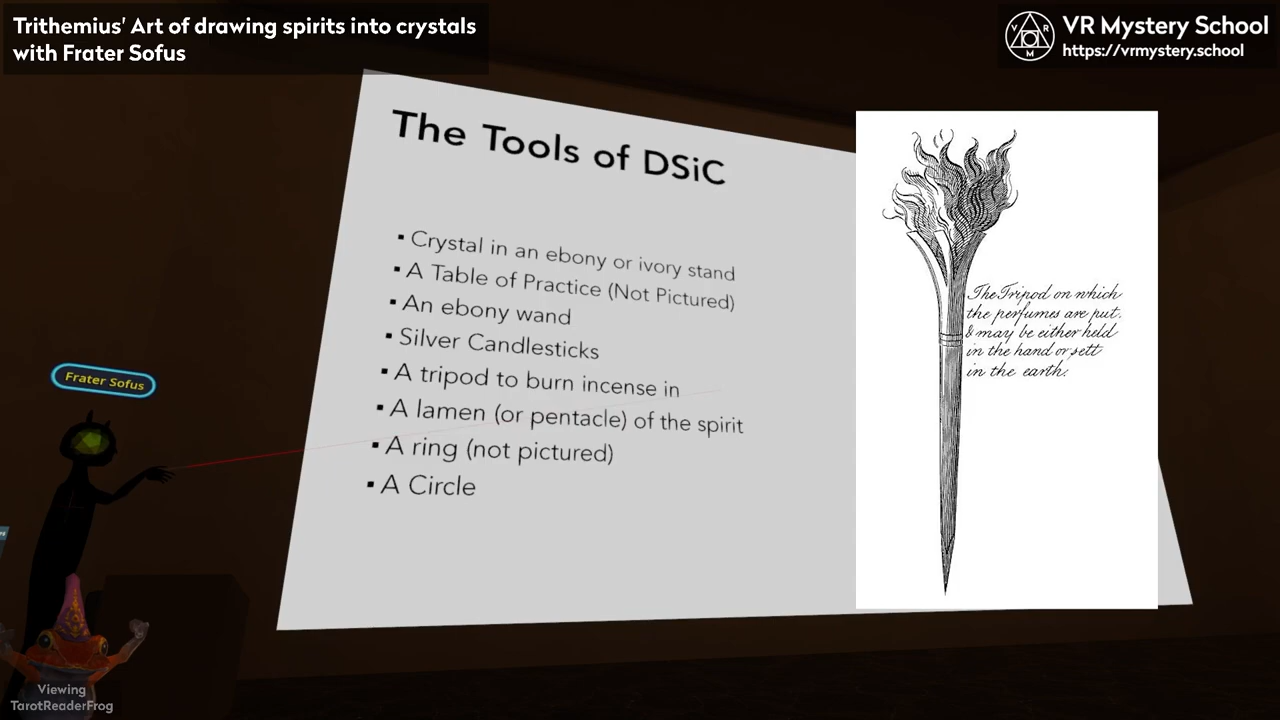 Trithemius' Art of drawing spirits into crystals
with Frater Sofus
VR Mystery School
https://vrmystery.school
V R
M
The Tools of DSiC
▪ Crystal in an ebony or ivory stand
▪ A Table of Practice (Not Pictured)
▪ An ebony wand
▪ Silver Candlesticks
▪ A tripod to burn incense in
▪ A lamen (or pentacle) of the spirit
▪ A ring (not pictured)
▪ A Circle
The Tripod on which
the perfumes are put.
& may be either held
in the hand or sett
in the earth.
Frater Sofus
Viewing
TarotReaderFrog